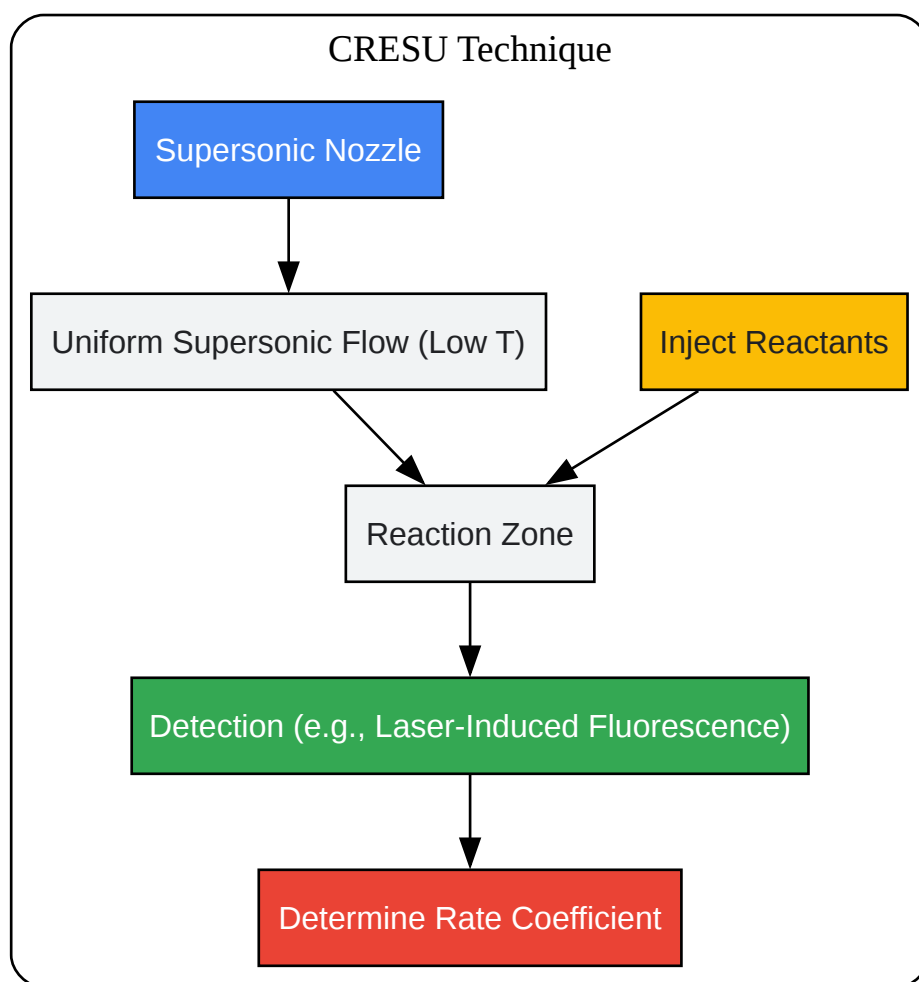 CRESU Technique
Supersonic Nozzle
Uniform Supersonic Flow (Low T)
Inject Reactants
Reaction Zone
Detection (e.g., Laser-Induced Fluorescence)
Determine Rate Coefficient